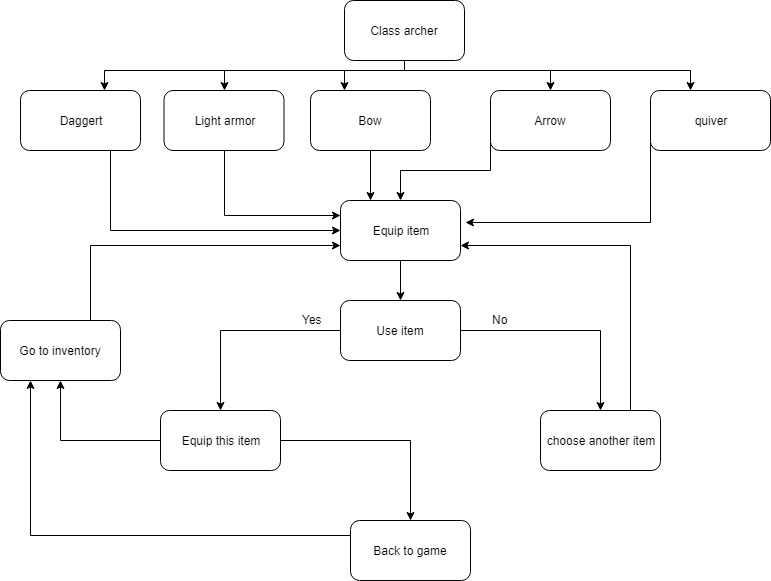 Class archer
Daggert
Light armor
Bow
Arrow
quiver
Equip item
Yes
No
Use item
Go to inventory
Equip this item
choose another item
Back to game